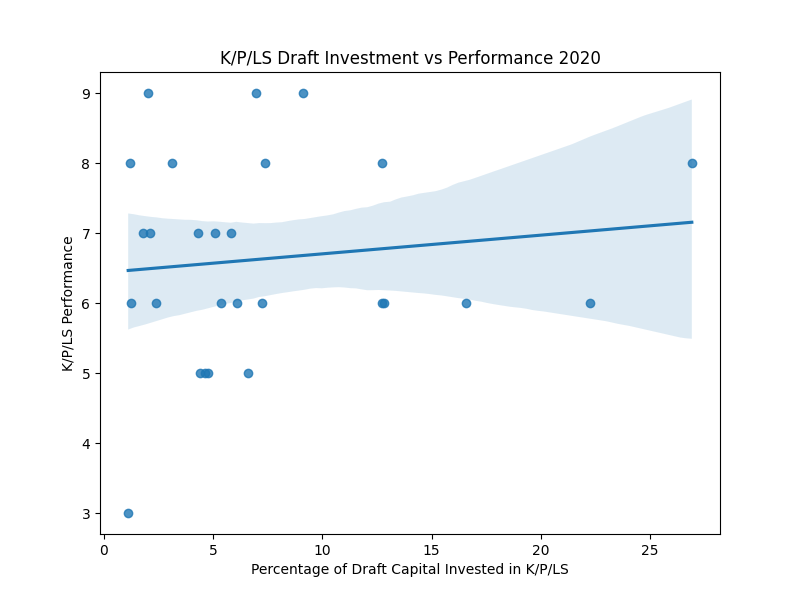 K/P/LS Draft Investment vs Performance 2020
9
8
7
6
5
4
3
K/P/LS Performance
0 5 10 15 20 25
Percentage of Draft Capital Invested in K/P/LS